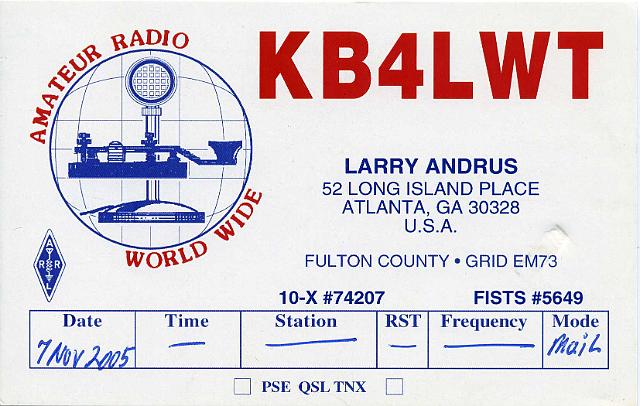 AMATEUR RADIO
WORLD WIDE
KB4LWT
LARRY ANDRUS
52 LONG ISLAND PLACE
ATLANTA, GA 30328
U.S.A.
FULTON COUNTY • GRID EM73
ARRL
10-X #74207 FISTS #5649
Date Time Station RST Frequency Mode
7 Nov 2005 — — — — Mail
PSE QSL TNX